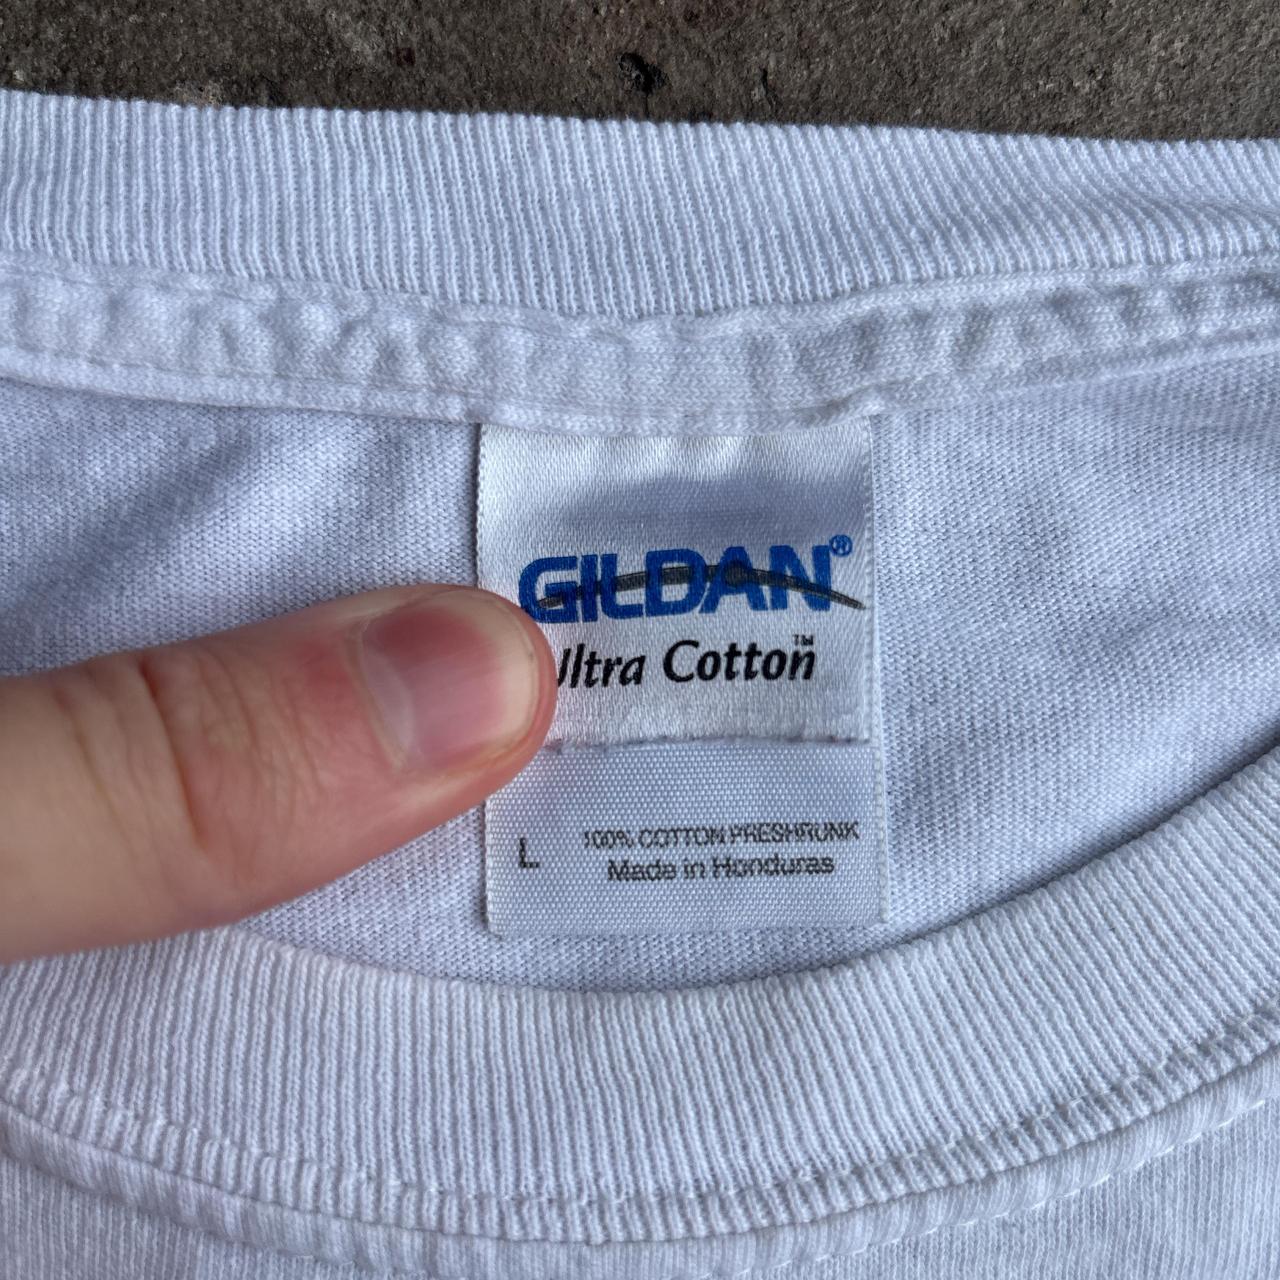 GILDAN®
Ultra Cotton™
L
100% COTTON PRESHRUNK
Made in Honduras